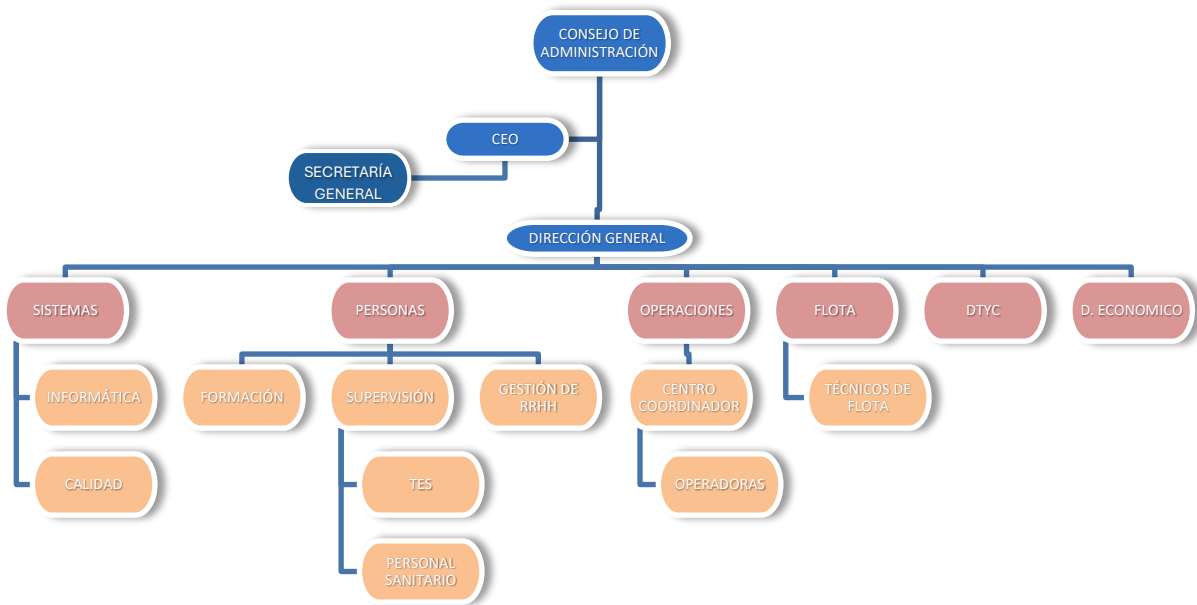 CONSEJO DE
ADMINISTRACIÓN
CEO
SECRETARÍA
GENERAL
DIRECCIÓN GENERAL
SISTEMAS
PERSONAS
OPERACIONES
FLOTA
DTYC
D. ECONOMICO
INFORMÁTICA
FORMACIÓN
SUPERVISIÓN
GESTIÓN DE
RRHH
CENTRO
COORDINADOR
TÉCNICOS DE
FLOTA
CALIDAD
TES
OPERADORAS
PERSONAL
SANITARIO